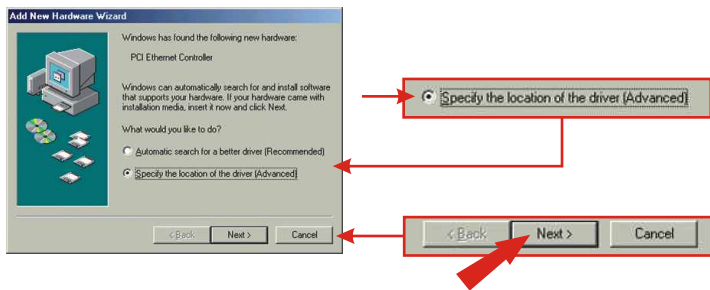 Add New Hardware Wizard
Windows has found the following new hardware:
PCI Ethernet Controller
Windows can automatically search for and install software
that supports your hardware. If your hardware came with
installation media, insert it now and click Next.
What would you like to do?
Automatic search for a better driver (Recommended)
Specify the location of the driver (Advanced)
< Back
Next >
Cancel
Specify the location of the driver (Advanced)
< Back
Next >
Cancel